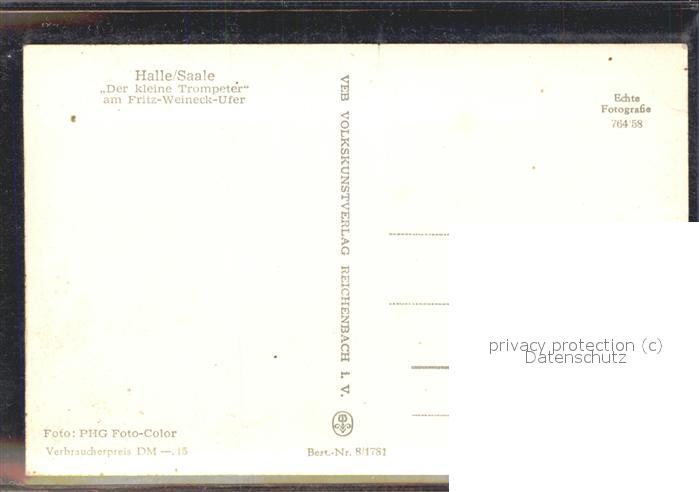 Halle/Saale
„Der kleine Trompeter“
am Fritz-Weineck-Ufer
VEB VOLKSKUNSTVERLAG REICHENBACH i. V.
Echte
Fotografie
764/58
privacy protection (c)
Datenschutz
Foto: PHG Foto-Color
Verbraucherpreis DM —.15
Best.-Nr. 8/1781